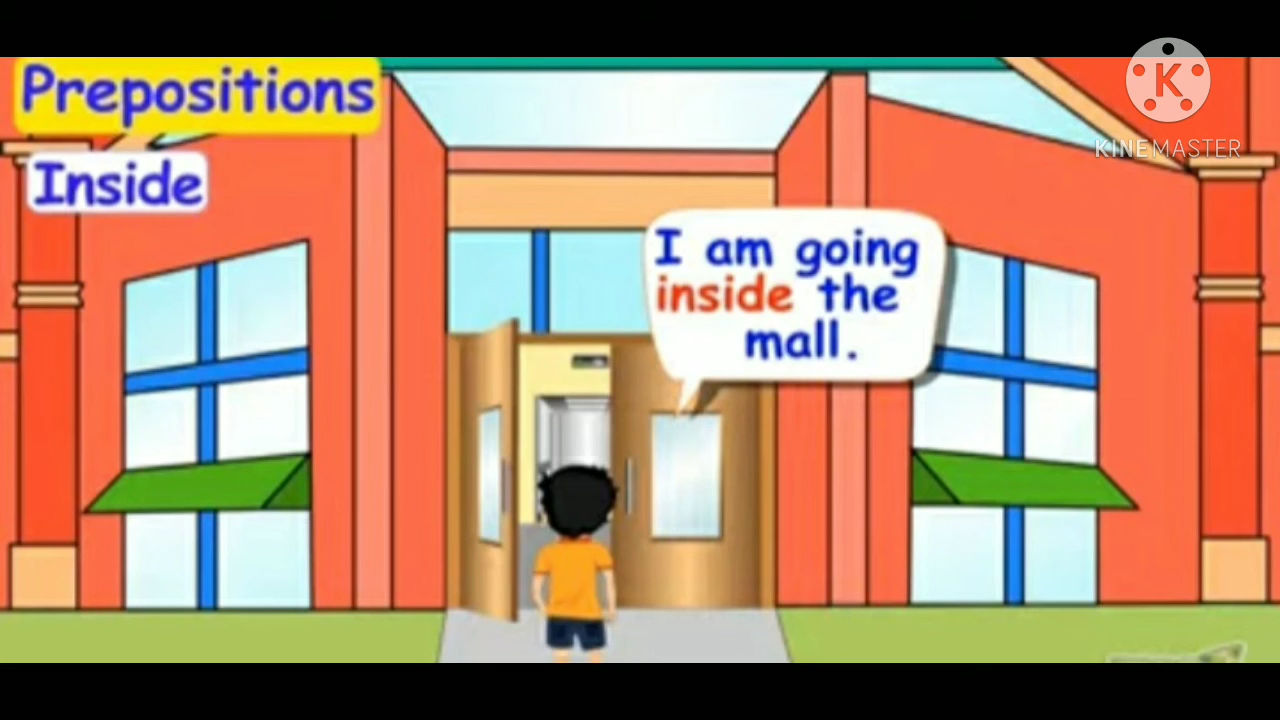 Prepositions
Inside
I am going
inside the
mall.
K
KINEMASTER